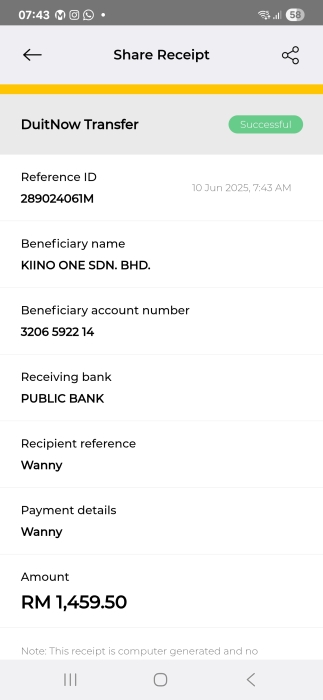 07:43
58
Share Receipt
DuitNow Transfer
Successful
Reference ID
289024061M
10 Jun 2025, 7:43 AM
Beneficiary name
KIINO ONE SDN. BHD.
Beneficiary account number
3206 5922 14
Receiving bank
PUBLIC BANK
Recipient reference
Wanny
Payment details
Wanny
Amount
RM 1,459.50
Note: This receipt is computer generated and no